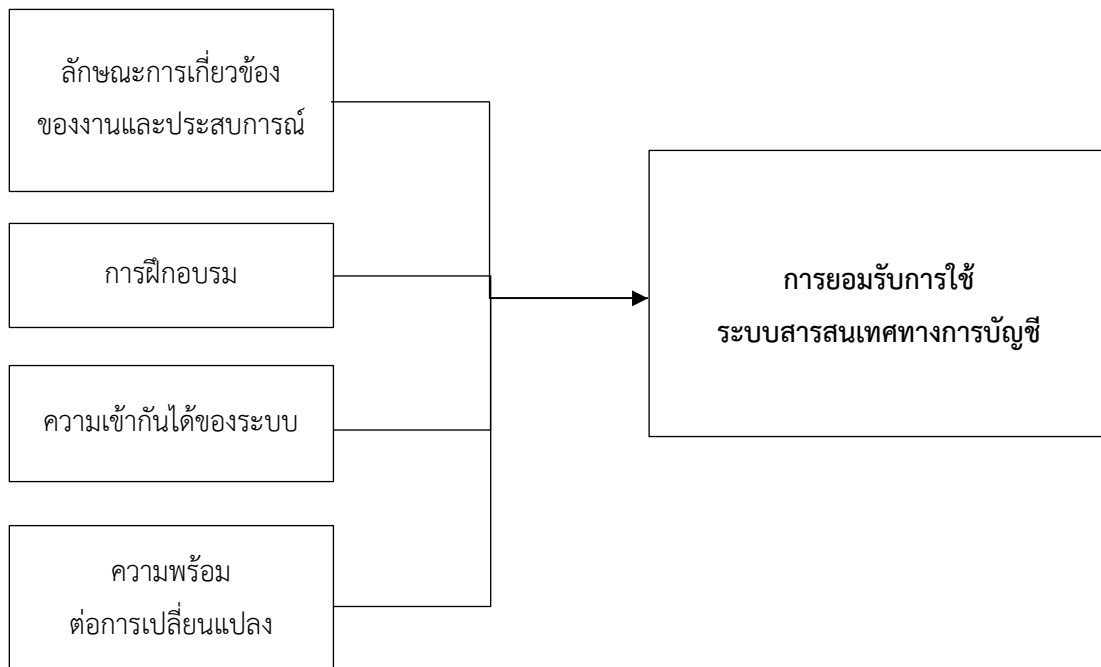 ลักษณะการเกี่ยวข้อง
ของงานและประสบการณ์
การฝึกอบรม
ความเข้ากันได้ของระบบ
ความพร้อม
ต่อการเปลี่ยนแปลง
การยอมรับการใช้
ระบบสารสนเทศทางการบัญชี